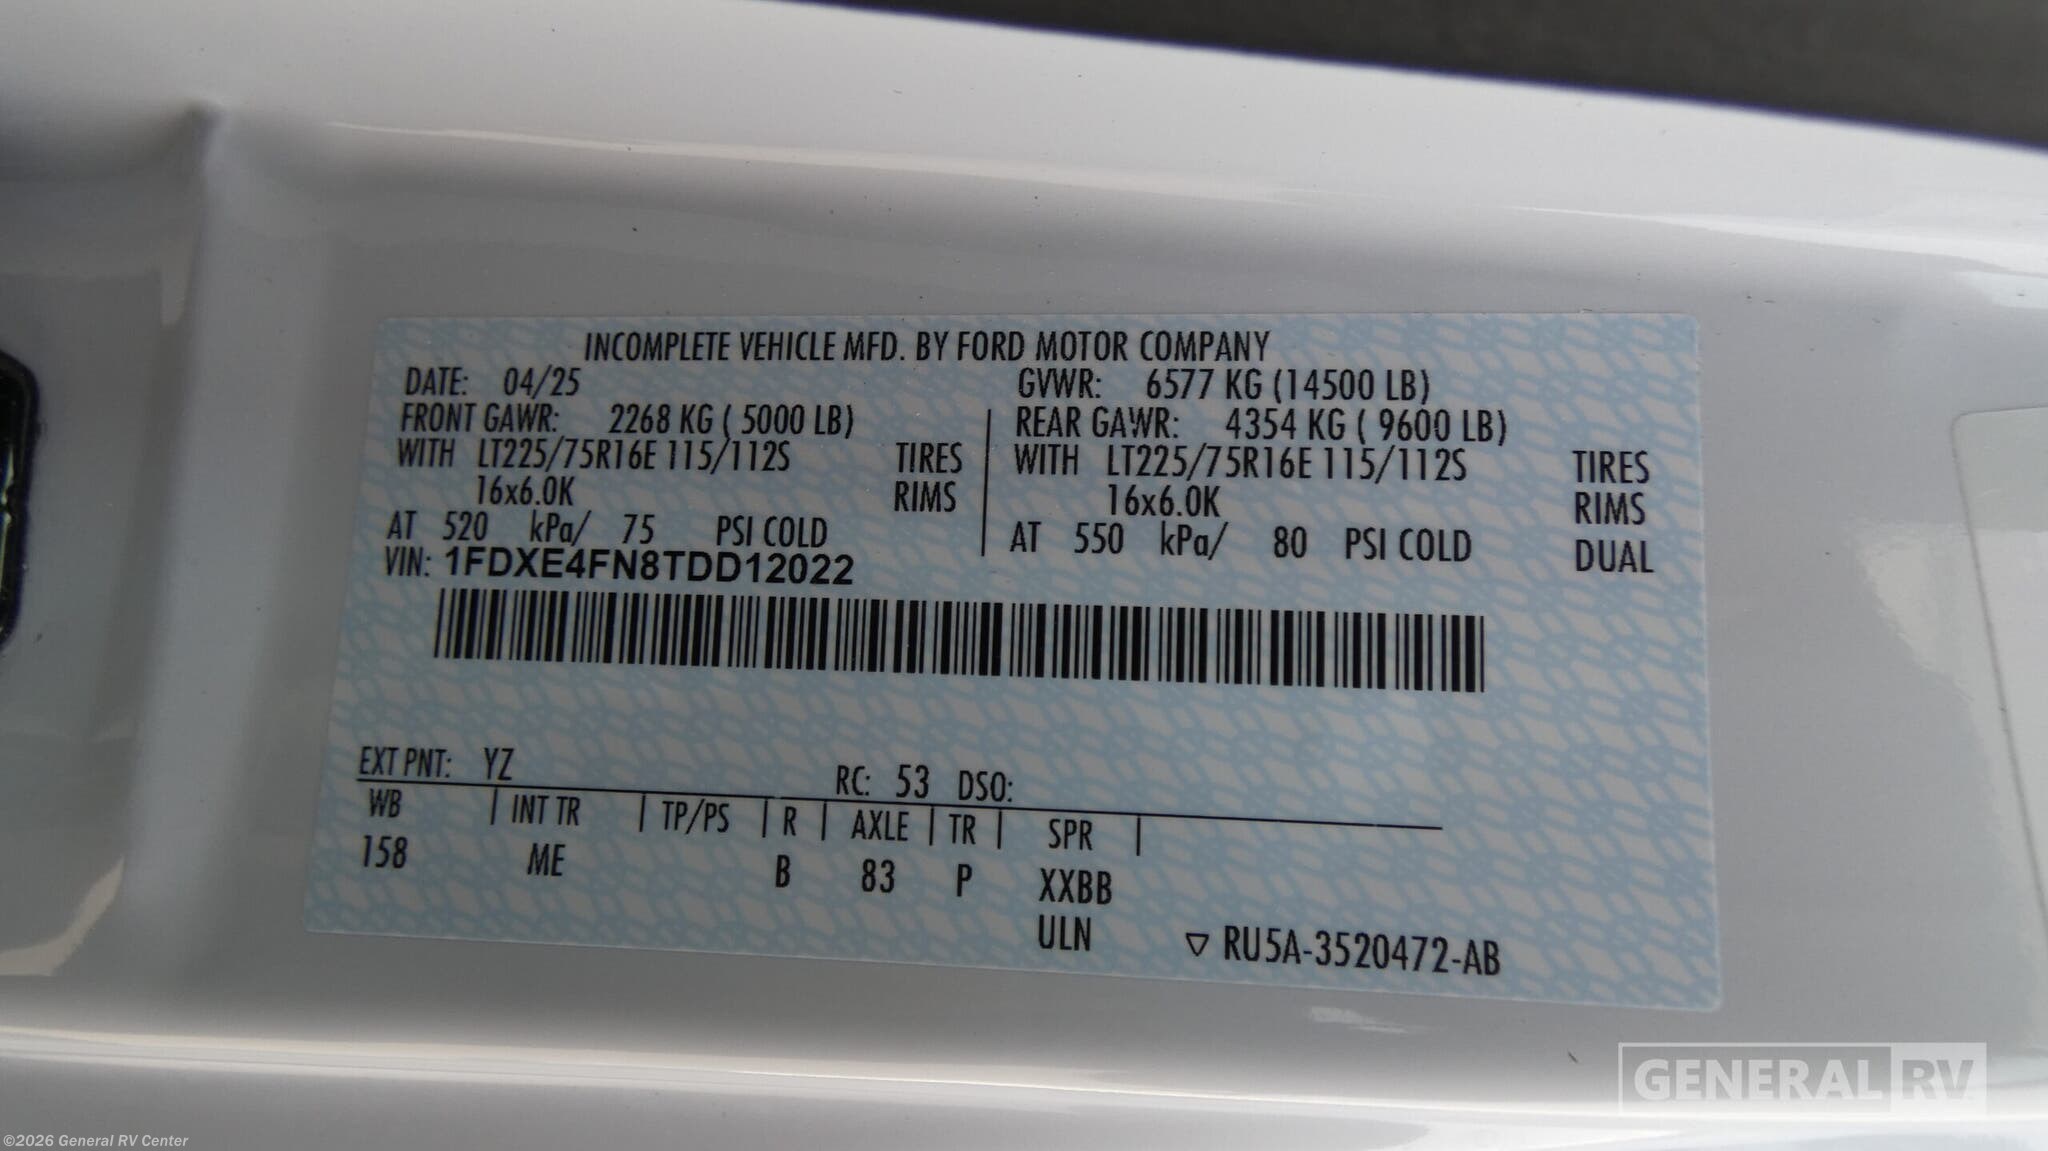 INCOMPLETE VEHICLE MFD. BY FORD MOTOR COMPANY
DATE: 04/25 GVWR: 6577 KG (14500 LB)
FRONT GAWR: 2268 KG ( 5000 LB) REAR GAWR: 4354 KG ( 9600 LB)
WITH LT225/75R16E 115/112S TIRES WITH LT225/75R16E 115/112S TIRES
16x6.0K RIMS 16x6.0K RIMS
AT 520 kPa/ 75 PSI COLD AT 550 kPa/ 80 PSI COLD DUAL
VIN: 1FDXE4FN8TDD12022
EXT PNT: YZ RC: 53 DSO:
WB | INT TR | TP/PS | R | AXLE | TR | SPR |
158 ME B 83 P XXBB
ULN ▽ RU5A-3520472-AB
GENERAL RV
©2026 General RV Center